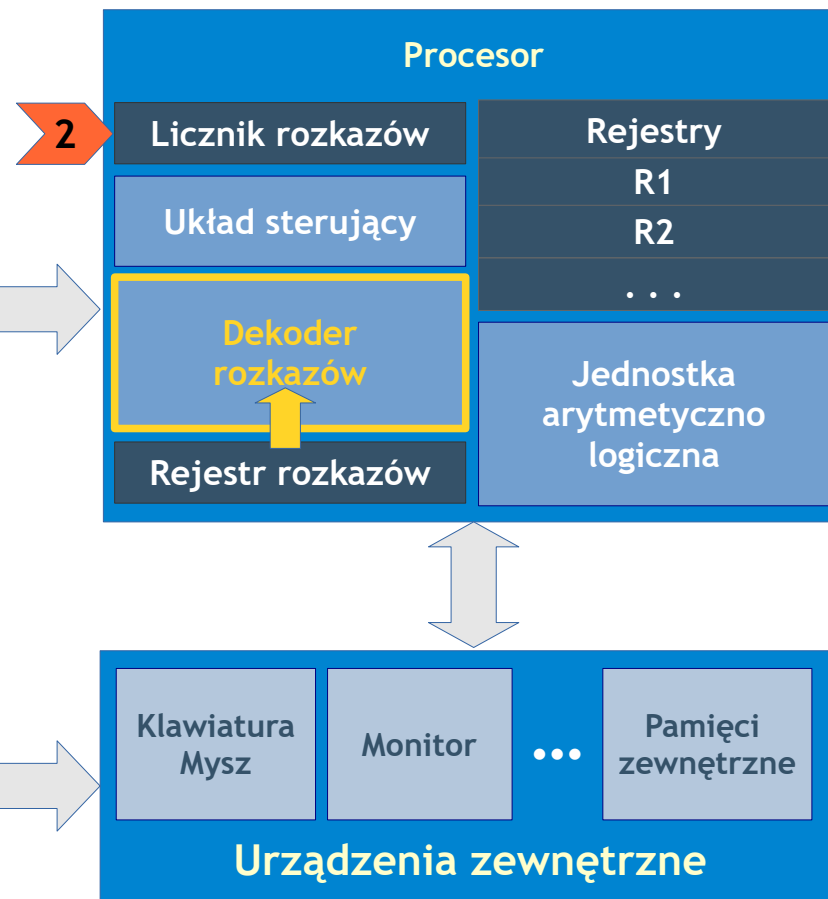 Procesor
2
Licznik rozkazów
Układ sterujący
Dekoder
rozkazów
Rejestr rozkazów
Rejestry
R1
R2
. . .
Jednostka
arytmetyczno
logiczna
Klawiatura
Mysz
Monitor
...
Pamięci
zewnętrzne
Urządzenia zewnętrzne